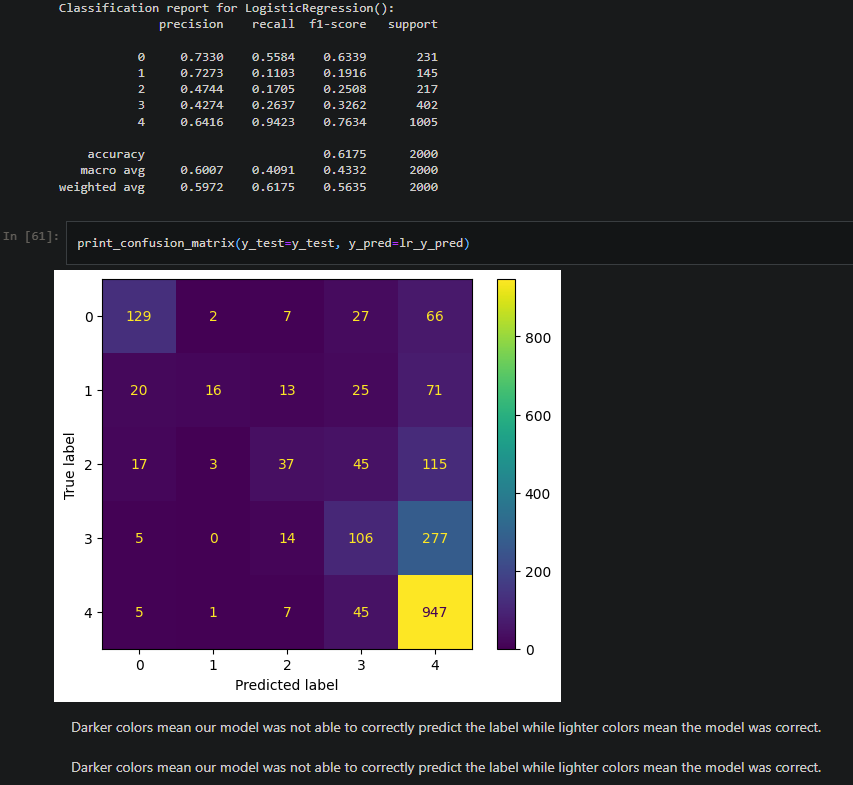 Classification report for LogisticRegression():
precision recall f1-score support
0 0.7330 0.5584 0.6339 231
1 0.7273 0.1103 0.1916 145
2 0.4744 0.1705 0.2508 217
3 0.4274 0.2637 0.3262 402
4 0.6416 0.9423 0.7634 1005
accuracy 0.6175 2000
macro avg 0.6007 0.4091 0.4332 2000
weighted avg 0.5972 0.6175 0.5635 2000
In [61]: print_confusion_matrix(y_test=y_test, y_pred=lr_y_pred)
0 129 2 7 27 66
800
1 20 16 13 25 71
600
True label
2 17 3 37 45 115
400
3 5 0 14 106 277
200
4 5 1 7 45 947
0
0 1 2 3 4
Predicted label
Darker colors mean our model was not able to correctly predict the label while lighter colors mean the model was correct.
Darker colors mean our model was not able to correctly predict the label while lighter colors mean the model was correct.